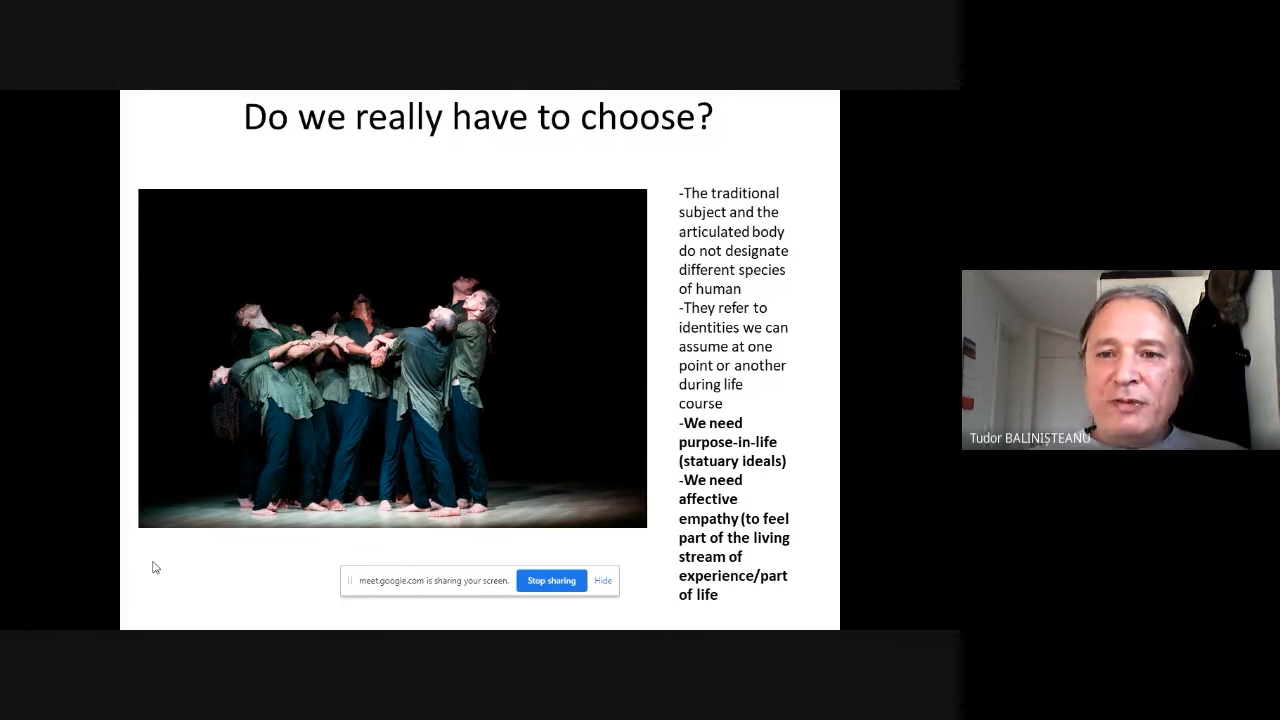 Do we really have to choose?
-The traditional
subject and the
articulated body
do not designate
different species
of human
-They refer to
identities we can
assume at one
point or another
during life
course
-We need
purpose-in-life
(statuary ideals)
-We need
affective
empathy (to feel
part of the living
stream of
experience/part
of life
meet.google.com is sharing your screen. Stop sharing Hide
Tudor BALINIȘTEANU